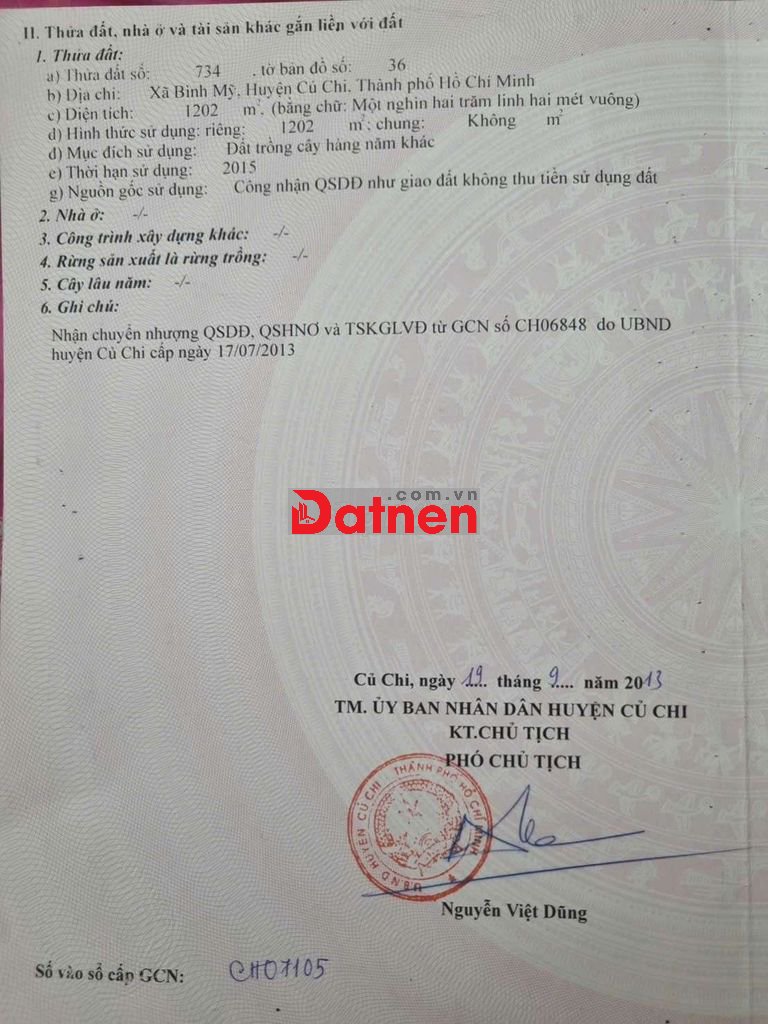 II. Thửa đất, nhà ở và tài sản khác gắn liền với đất
1. Thửa đất:
a) Thửa đất số: 734 , tờ bản đồ số: 36
b) Địa chỉ: Xã Bình Mỹ, Huyện Củ Chi, Thành phố Hồ Chí Minh
c) Diện tích: 1202 m², (bằng chữ: Một nghìn hai trăm linh hai mét vuông)
d) Hình thức sử dụng: riêng: 1202 m²; chung: Không m²
đ) Mục đích sử dụng: Đất trồng cây hàng năm khác
e) Thời hạn sử dụng: 2015
g) Nguồn gốc sử dụng: Công nhận QSDĐ như giao đất không thu tiền sử dụng đất
2. Nhà ở: -/-
3. Công trình xây dựng khác: -/-
4. Rừng sản xuất là rừng trồng: -/-
5. Cây lâu năm: -/-
6. Ghi chú:
Nhận chuyển nhượng QSDĐ, QSHNƠ và TSKGLVĐ từ GCN số CH06848 do UBND
huyện Củ Chi cấp ngày 17/07/2013
.com.vn
Datnen
Củ Chi, ngày 19 tháng 9 năm 2013
TM. ỦY BAN NHÂN DÂN HUYỆN CỦ CHI
KT.CHỦ TỊCH
PHÓ CHỦ TỊCH
U.B.N.D HUYỆN CỦ CHI - THÀNH PHỐ HỒ CHÍ MINH
Nguyễn Việt Dũng
Số vào sổ cấp GCN: CH07105